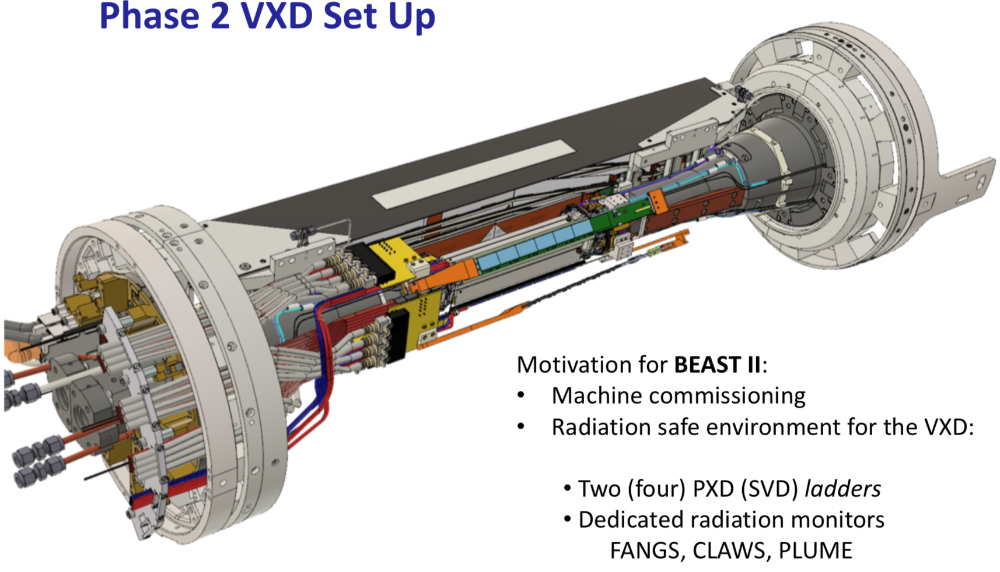 Phase 2 VXD Set Up
Motivation for BEAST II:
• Machine commissioning
• Radiation safe environment for the VXD:
• Two (four) PXD (SVD) ladders
• Dedicated radiation monitors
FANGS, CLAWS, PLUME